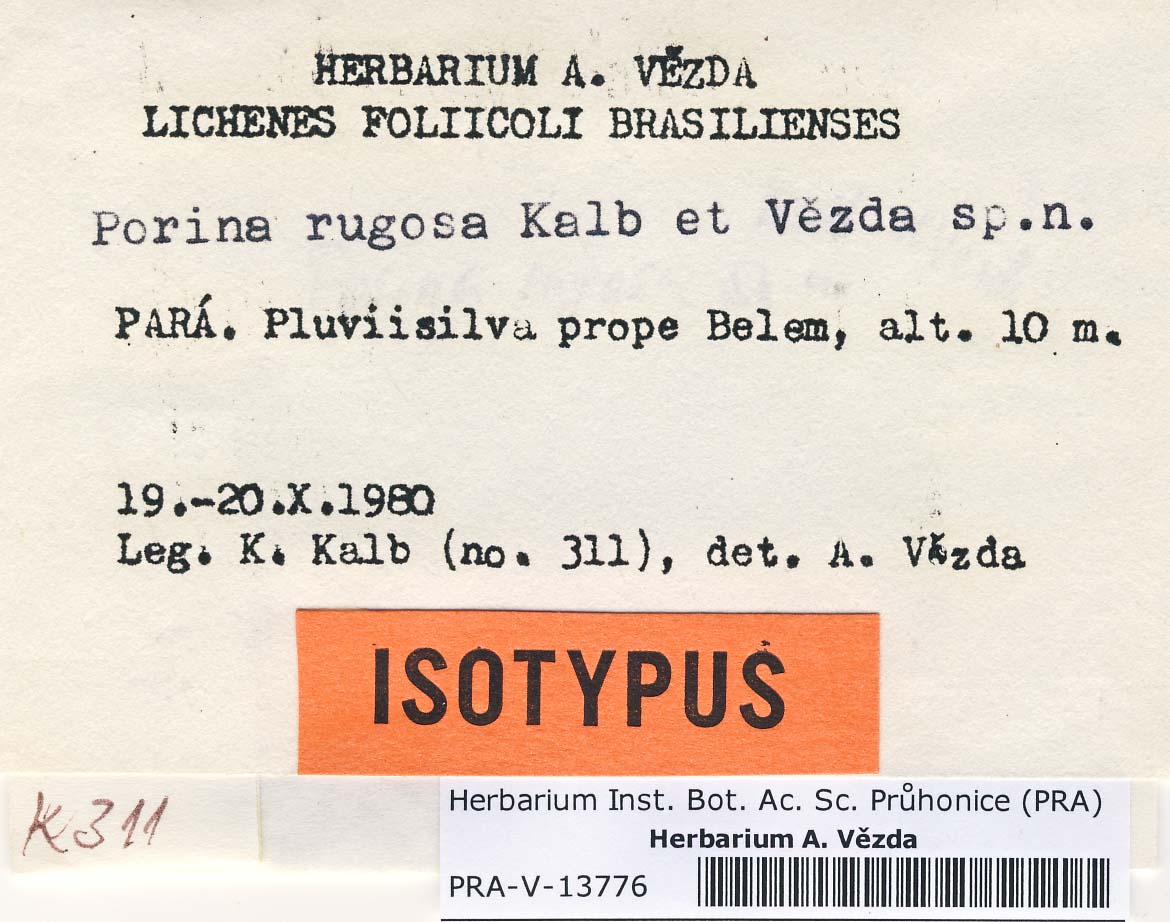 HERBARIUM A. VĚZDA
LICHENES FOLIICOLI BRASILIENSES
Porina rugosa Kalb et Vězda sp.n.
PARÁ. Pluviisilva prope Belem, alt. 10 m.
19.-20.X.1980
Leg. K. Kalb (no. 311), det. A. Vězda
ISOTYPUS
K 311
Herbarium Inst. Bot. Ac. Sc. Průhonice (PRA)
Herbarium A. Vězda
PRA-V-13776